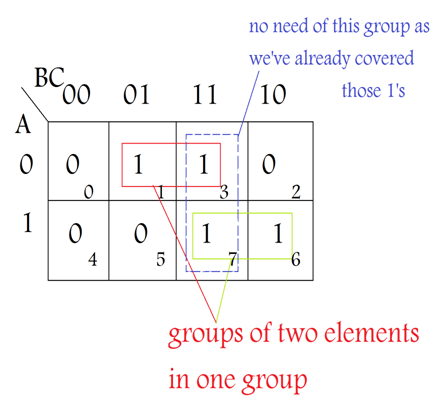 no need of this group as
we've already covered
those 1's
BC
00 01 11 10
A
0 0 1 1 0
0 1 3 2
1 0 0 1 1
4 5 7 6
groups of two elements
in one group